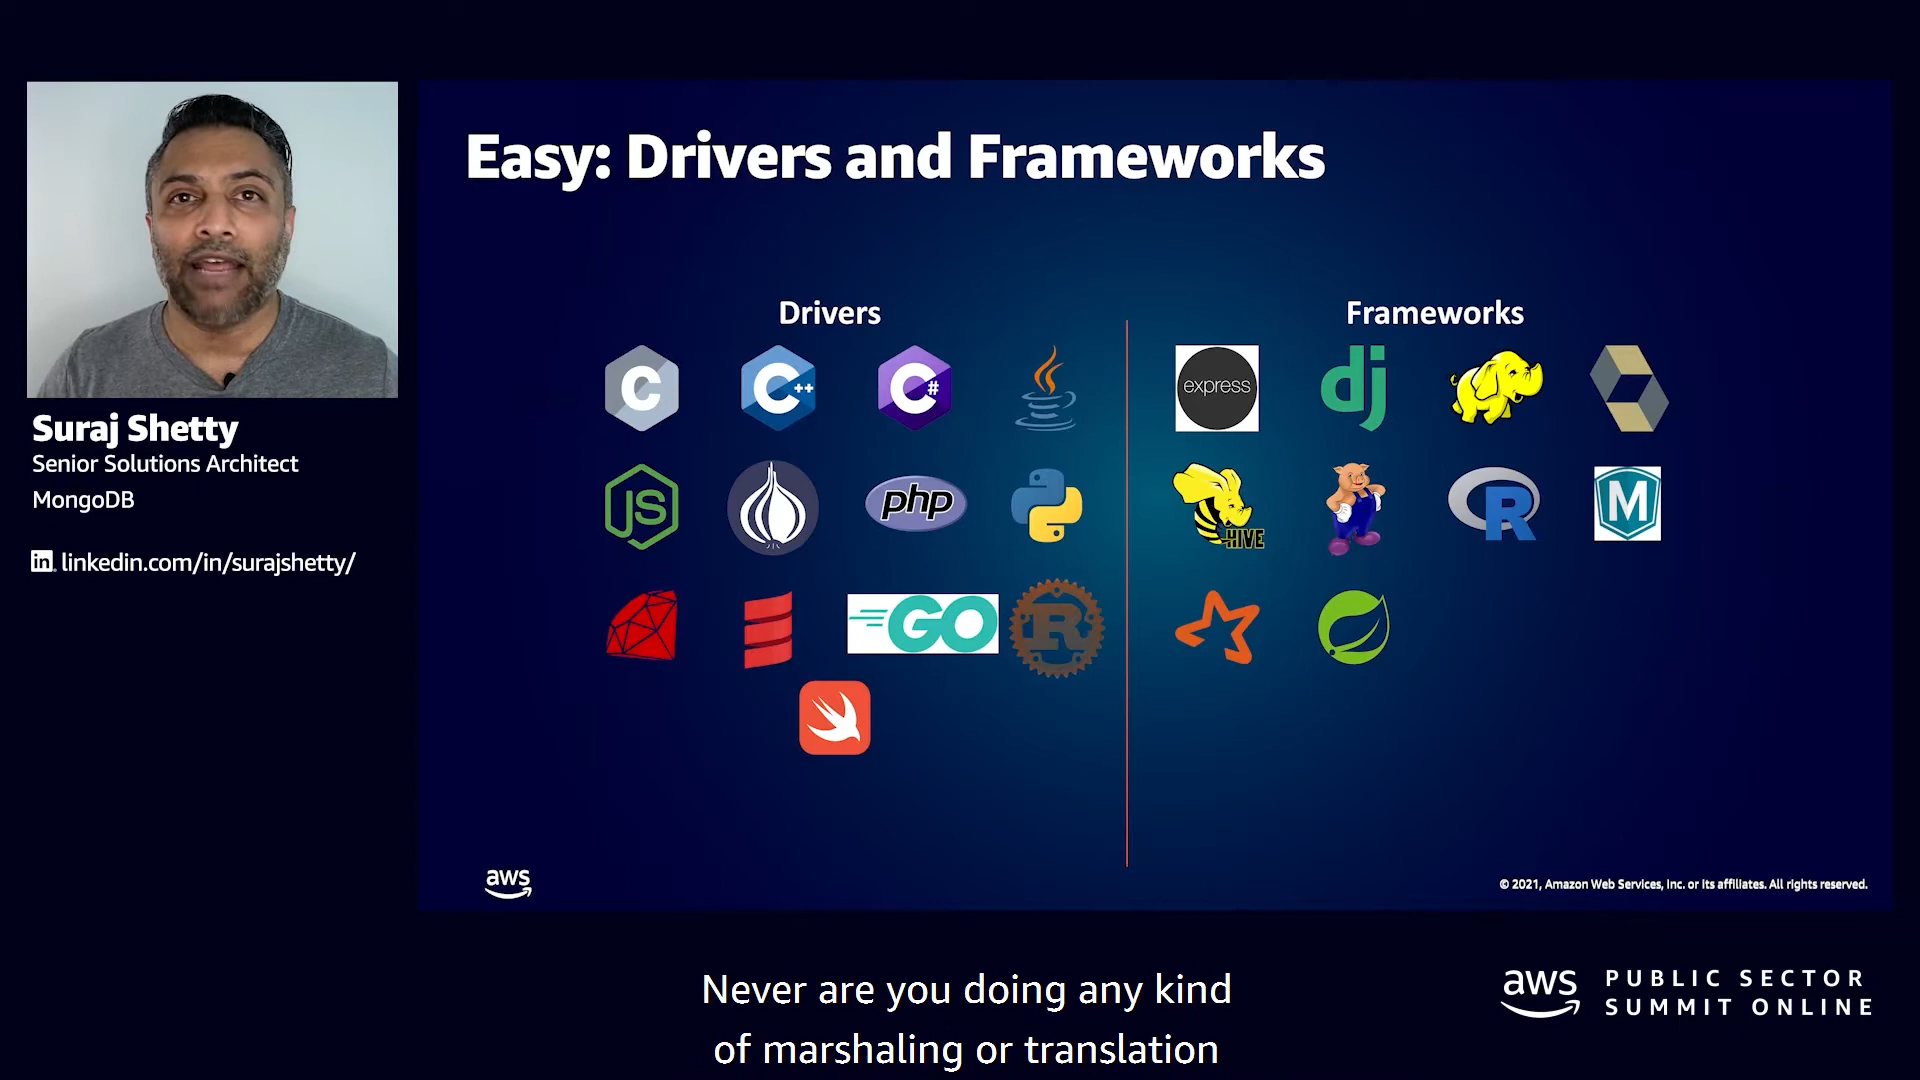 Easy: Drivers and Frameworks
Suraj Shetty
Senior Solutions Architect
MongoDB
in linkedin.com/in/surajshetty/
Drivers
C
C++
C#
JS
php
GO
R
Frameworks
express
dj
HIVE
R
M
aws
© 2021, Amazon Web Services, Inc. or its affiliates. All rights reserved.
Never are you doing any kind
of marshaling or translation
aws
PUBLIC SECTOR
SUMMIT ONLINE